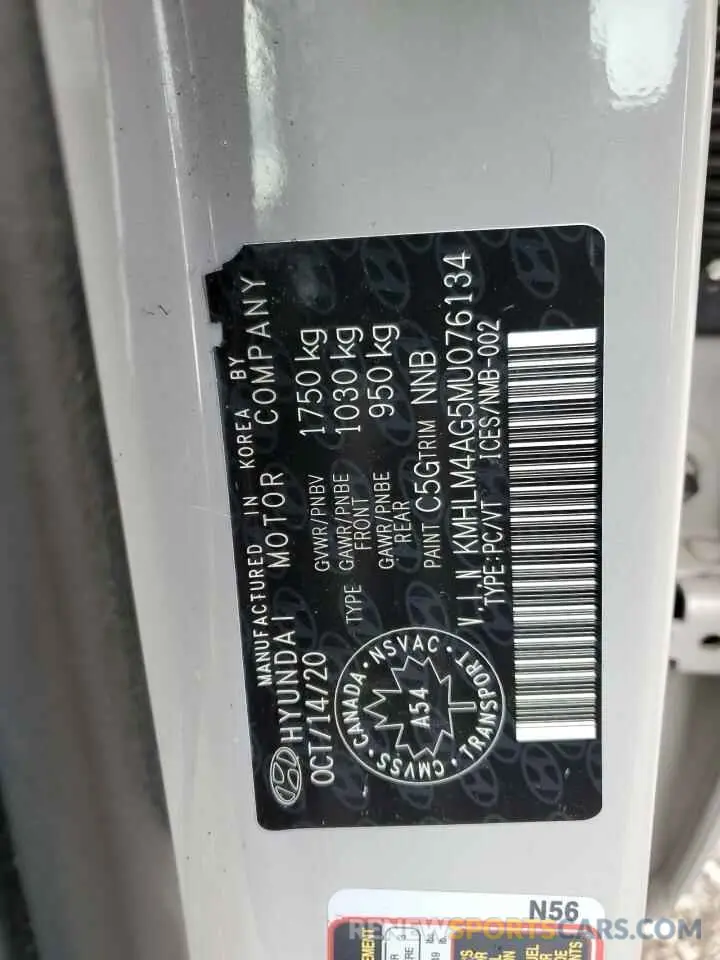 MANUFACTURED IN KOREA BY
HYUNDAI MOTOR COMPANY
OCT/14/20
GVWR/PNBV 1750 kg
TYPE GAWR/PNBE FRONT 1030 kg
GAWR/PNBE REAR 950 kg
PAINT C5G TRIM NNB
V.I.N KMHLM4AG5MU076134
TYPE:PC/VT ICES/NMB-002
CANADA · NSVAC · TRANSPORT · CMVSS
A54
N56
RENEWSPORTSCARS.COM